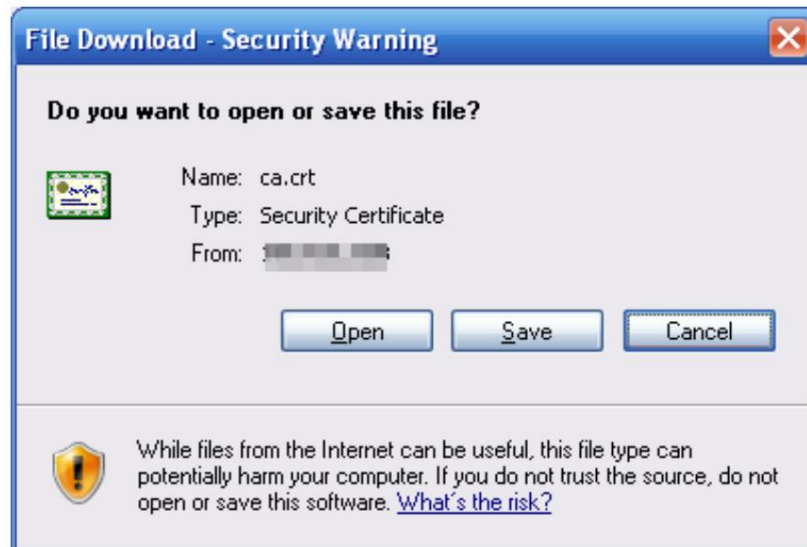 File Download - Security Warning
Do you want to open or save this file?
Name: ca.crt
Type: Security Certificate
From:
Open Save Cancel
While files from the Internet can be useful, this file type can
potentially harm your computer. If you do not trust the source, do not
open or save this software. What's the risk?